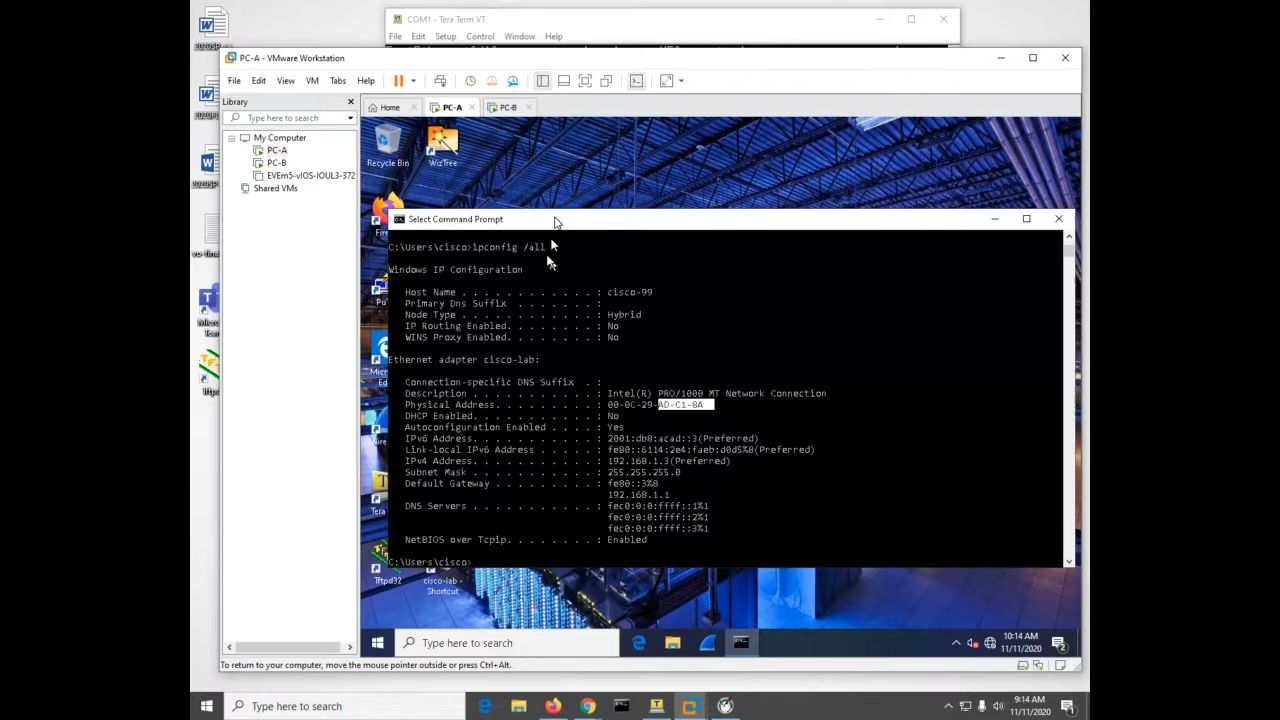 COM1 - Tera Term VT
File Edit Setup Control Window Help
PC-A - VMware Workstation
File Edit View VM Tabs Help
Library
Type here to search
My Computer
PC-A
PC-B
EVEm5-vIOS-IOUL3-372
Shared VMs
Home PC-A PC-B
Recycle Bin
WizTree
Select Command Prompt
C:\Users\cisco>ipconfig /all
Windows IP Configuration
Host Name . . . . . . . . . . . . : cisco-99
Primary Dns Suffix . . . . . . . :
Node Type . . . . . . . . . . . . : Hybrid
IP Routing Enabled. . . . . . . . : No
WINS Proxy Enabled. . . . . . . . : No
Ethernet adapter cisco-lab:
Connection-specific DNS Suffix . :
Description . . . . . . . . . . . : Intel(R) PRO/1000 MT Network Connection
Physical Address. . . . . . . . . : 00-0C-29-AD-C1-8A
DHCP Enabled. . . . . . . . . . . : No
Autoconfiguration Enabled . . . . : Yes
IPv6 Address. . . . . . . . . . . : 2001:db8:acad::3(Preferred)
Link-local IPv6 Address . . . . . : fe80::6114:2e4:faeb:d0d5%8(Preferred)
IPv4 Address. . . . . . . . . . . : 192.168.1.3(Preferred)
Subnet Mask . . . . . . . . . . . : 255.255.255.0
Default Gateway . . . . . . . . . : fe80::3%8
192.168.1.1
DNS Servers . . . . . . . . . . . : fec0:0:0:ffff::1%1
fec0:0:0:ffff::2%1
fec0:0:0:ffff::3%1
NetBIOS over Tcpip. . . . . . . . : Enabled
C:\Users\cisco>
Tftpd32
cisco-lab -
Shortcut
Type here to search
10:14 AM
11/11/2020
2
To return to your computer, move the mouse pointer outside or press Ctrl+Alt.
Type here to search
9:14 AM
11/11/2020
1